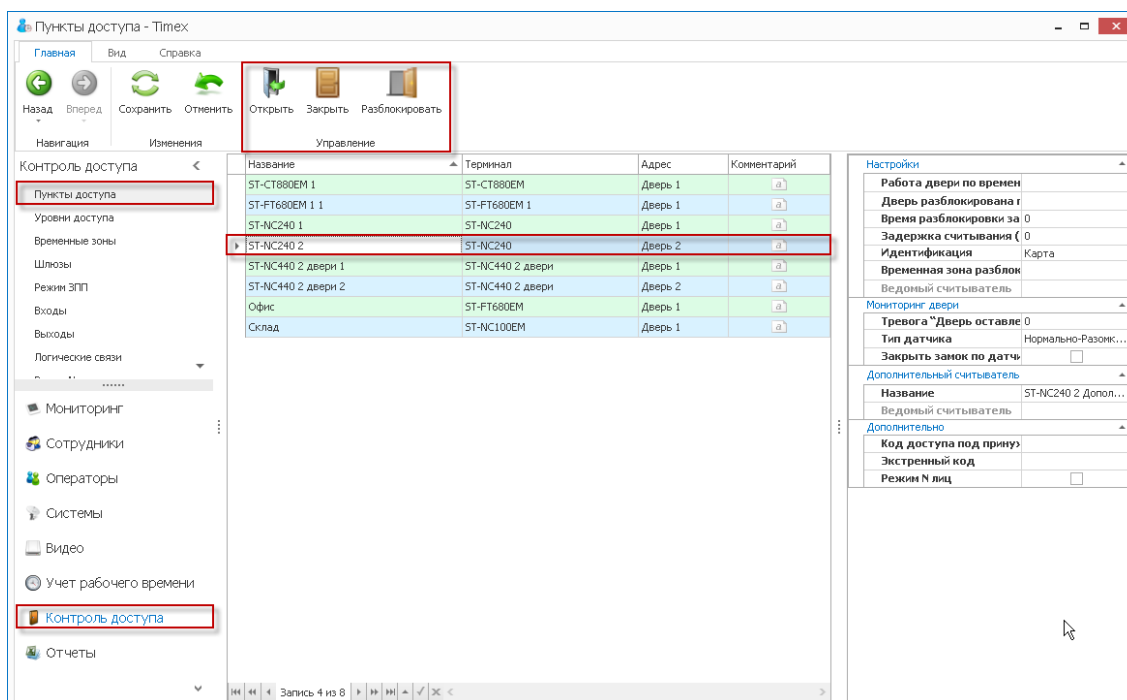 Пункты доступа - Timex
Главная Вид Справка
Назад Вперед Сохранить Отменить Открыть Закрыть Разблокировать
Навигация Изменения Управление
Контроль доступа
Пункты доступа
Уровни доступа
Временные зоны
Шлюзы
Режим ЗПП
Входы
Выходы
Логические связи
Мониторинг
Сотрудники
Операторы
Системы
Видео
Учет рабочего времени
Контроль доступа
Отчеты
Название Терминал Адрес Комментарий
ST-CT880EM 1 ST-CT880EM Дверь 1
ST-FT680EM 1 1 ST-FT680EM 1 Дверь 1
ST-NC240 1 ST-NC240 Дверь 1
ST-NC240 2 ST-NC240 Дверь 2
ST-NC440 2 двери 1 ST-NC440 2 двери Дверь 1
ST-NC440 2 двери 2 ST-NC440 2 двери Дверь 2
Офис ST-FT680EM Дверь 1
Склад ST-NC100EM Дверь 1
Запись 4 из 8
Настройки
Работа двери по времен
Дверь разблокирована г
Время разблокировки за 0
Задержка считывания ( 0
Идентификация Карта
Временная зона разблок
Ведомый считыватель
Мониторинг двери
Тревога "Дверь оставле 0
Тип датчика Нормально-Разомк...
Закрыть замок по датчи
Дополнительный считыватель
Название ST-NC240 2 Допол...
Ведомый считыватель
Дополнительно
Код доступа под прину
Экстренный код
Режим N лиц